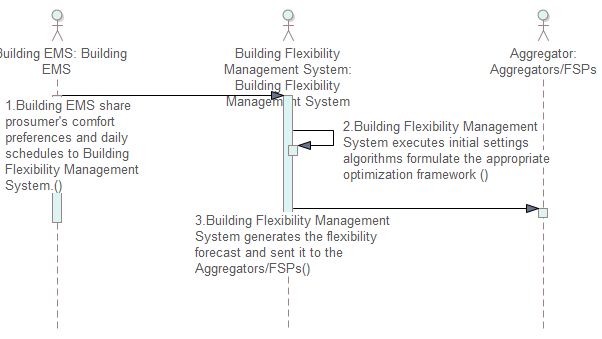 Building EMS: Building
EMS
Building Flexibility
Management System:
Building Flexibility
Management System
Aggregator:
Aggregators/FSPs
1.Building EMS share
prosumer's comfort
preferences and daily
schedules to Building
Flexibility Management
System.()
2.Building Flexibility Management
System executes initial settings
algorithms formulate the appropriate
optimization framework ()
3.Building Flexibility Management
System generates the flexibility
forecast and sent it to the
Aggregators/FSPs()